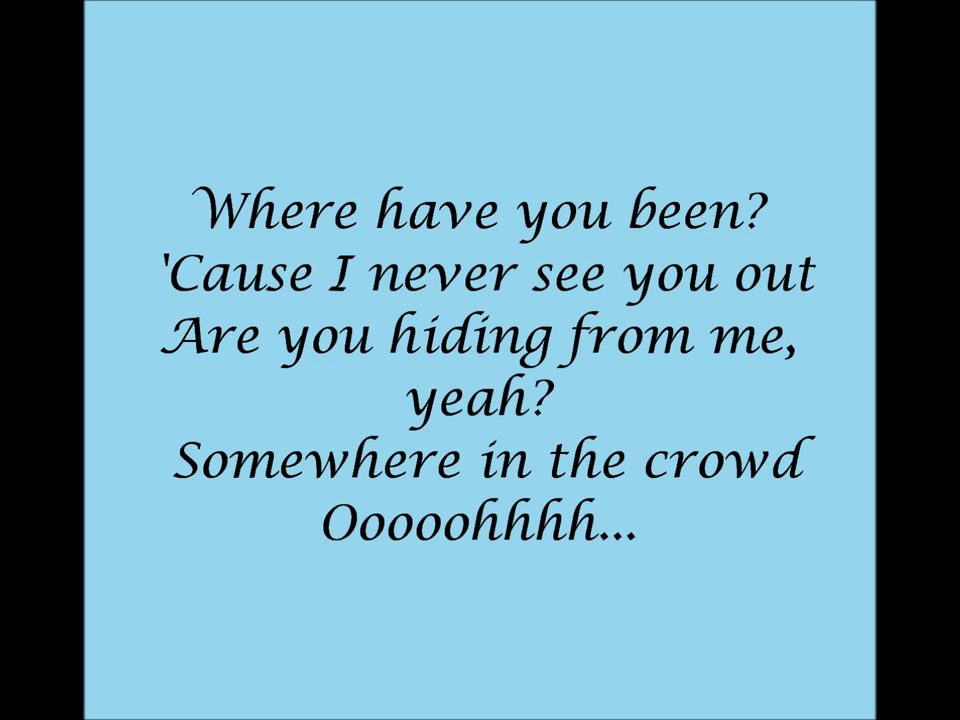 Where have you been?
'Cause I never see you out
Are you hiding from me,
yeah?
Somewhere in the crowd
Ooooohhhh...